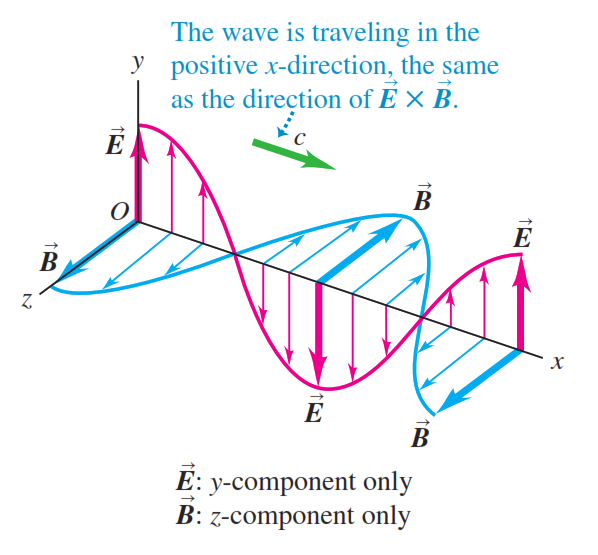 The wave is traveling in the
positive x-direction, the same
as the direction of E⃗ × B⃗.
y
c
E⃗
O
B⃗
z
B⃗
E⃗
x
E⃗
B⃗
E⃗: y-component only
B⃗: z-component only